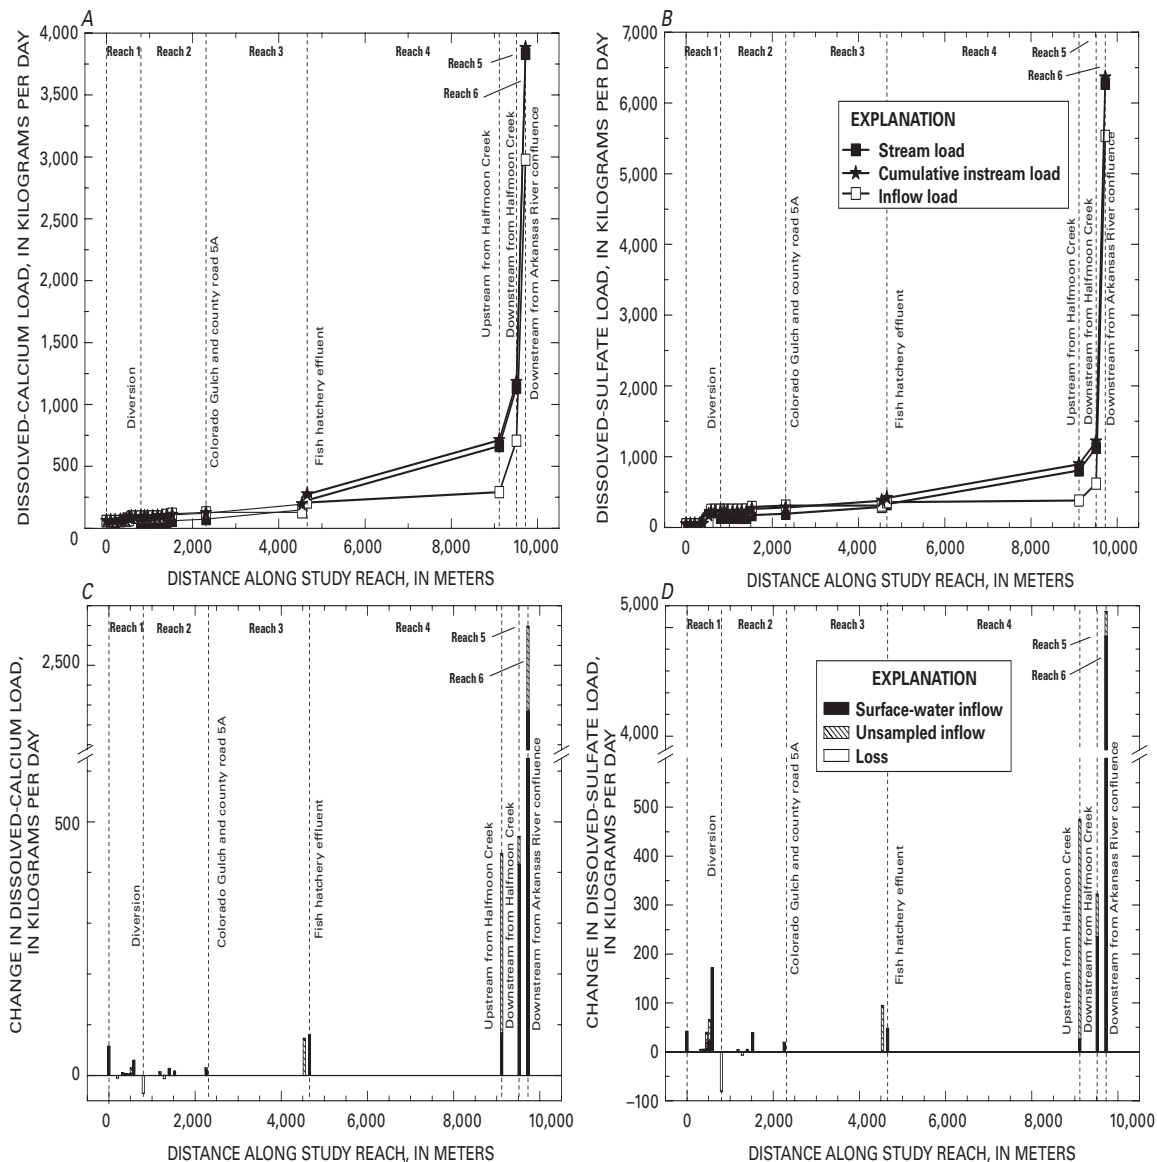 A
DISSOLVED-CALCIUM LOAD, IN KILOGRAMS PER DAY
4,000
3,500
3,000
2,500
2,000
1,500
1,000
500
0
Reach 1
Reach 2
Reach 3
Reach 4
Reach 5
Reach 6
Diversion
Colorado Gulch and county road 5A
Fish hatchery effluent
Upstream from Halfmoon Creek
Downstream from Halfmoon Creek
Downstream from Arkansas River confluence
0 2,000 4,000 6,000 8,000 10,000
DISTANCE ALONG STUDY REACH, IN METERS
B
DISSOLVED-SULFATE LOAD, IN KILOGRAMS PER DAY
7,000
6,000
5,000
4,000
3,000
2,000
1,000
0
Reach 1
Reach 2
Reach 3
Reach 4
Reach 5
Reach 6
EXPLANATION
Stream load
Cumulative instream load
Inflow load
Diversion
Colorado Gulch and county road 5A
Fish hatchery effluent
Upstream from Halfmoon Creek
Downstream from Halfmoon Creek
Downstream from Arkansas River confluence
0 2,000 4,000 6,000 8,000 10,000
DISTANCE ALONG STUDY REACH, IN METERS
C
CHANGE IN DISSOLVED-CALCIUM LOAD,
IN KILOGRAMS PER DAY
2,500
500
0
Reach 1
Reach 2
Reach 3
Reach 4
Reach 5
Reach 6
Diversion
Colorado Gulch and county road 5A
Fish hatchery effluent
Upstream from Halfmoon Creek
Downstream from Halfmoon Creek
Downstream from Arkansas River confluence
0 2,000 4,000 6,000 8,000 10,000
DISTANCE ALONG STUDY REACH, IN METERS
D
CHANGE IN DISSOLVED-SULFATE LOAD,
IN KILOGRAMS PER DAY
5,000
4,000
500
400
300
200
100
0
−100
Reach 1
Reach 2
Reach 3
Reach 4
Reach 5
Reach 6
EXPLANATION
Surface-water inflow
Unsampled inflow
Loss
Diversion
Colorado Gulch and county road 5A
Fish hatchery effluent
Upstream from Halfmoon Creek
Downstream from Halfmoon Creek
Downstream from Arkansas River confluence
0 2,000 4,000 6,000 8,000 10,000
DISTANCE ALONG STUDY REACH, IN METERS